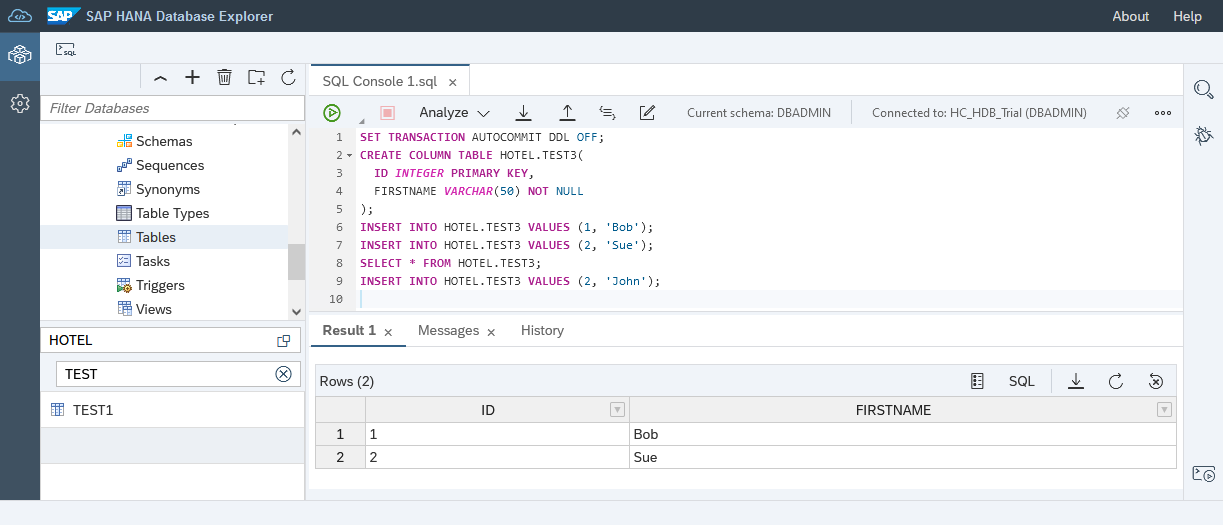 SAP SAP HANA Database Explorer About Help
SQL
SQL Console 1.sql
Filter Databases
Analyze Current schema: DBADMIN Connected to: HC_HDB_Trial (DBADMIN)
Schemas
Sequences
Synonyms
Table Types
Tables
Tasks
Triggers
Views
HOTEL
TEST
TEST1
1 SET TRANSACTION AUTOCOMMIT DDL OFF;
2 CREATE COLUMN TABLE HOTEL.TEST3(
3 ID INTEGER PRIMARY KEY,
4 FIRSTNAME VARCHAR(50) NOT NULL
5 );
6 INSERT INTO HOTEL.TEST3 VALUES (1, 'Bob');
7 INSERT INTO HOTEL.TEST3 VALUES (2, 'Sue');
8 SELECT * FROM HOTEL.TEST3;
9 INSERT INTO HOTEL.TEST3 VALUES (2, 'John');
10
Result 1 Messages History
Rows (2) SQL
ID FIRSTNAME
1 1 Bob
2 2 Sue